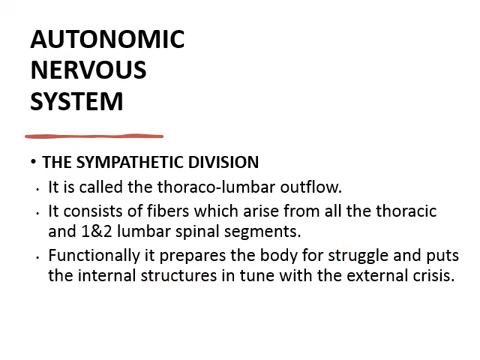 AUTONOMIC
NERVOUS
SYSTEM
• THE SYMPATHETIC DIVISION
• It is called the thoraco-lumbar outflow.
• It consists of fibers which arise from all the thoracic
and 1&2 lumbar spinal segments.
• Functionally it prepares the body for struggle and puts
the internal structures in tune with the external crisis.